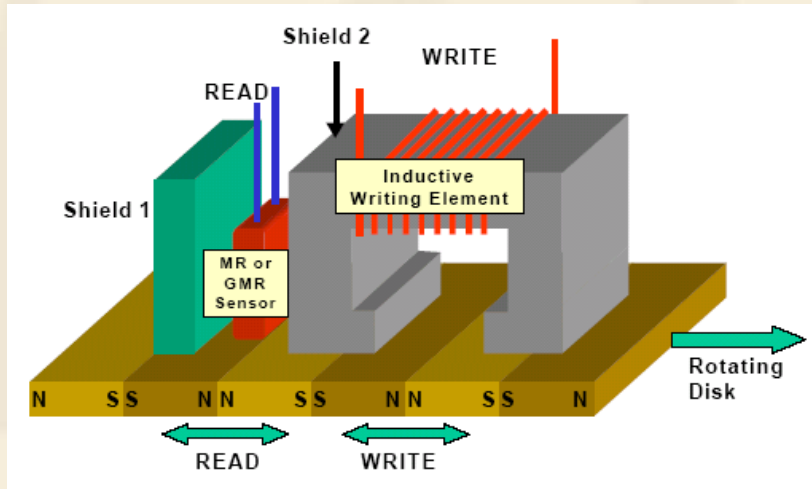 Shield 2
WRITE
READ
Shield 1
Inductive
Writing Element
MR or
GMR
Sensor
Rotating
Disk
N S S N N S S N N S S N
READ WRITE